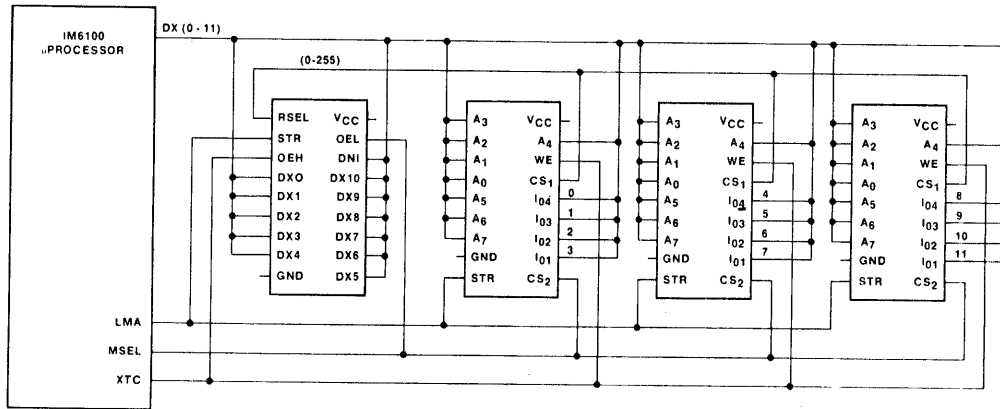 IM6100
µPROCESSOR
DX (0 - 11)
(0-255)
LMA
MSEL
XTC
RSEL VCC
STR OEL
OEH DNI
DX0 DX10
DX1 DX9
DX2 DX8
DX3 DX7
DX4 DX6
GND DX5
A3 VCC
A2 A4
A1 WE
A0 CS1
A5 I04 0
A6 I03 1
A7 I02 2
GND I01 3
STR CS2
A3 VCC
A2 A4
A1 WE
A0 CS1
A5 I04 4
A6 I03 5
A7 I02 6
GND I01 7
STR CS2
A3 VCC
A2 A4
A1 WE
A0 CS1 8
A5 I04 9
A6 I03 10
A7 I02 11
GND I01
STR CS2